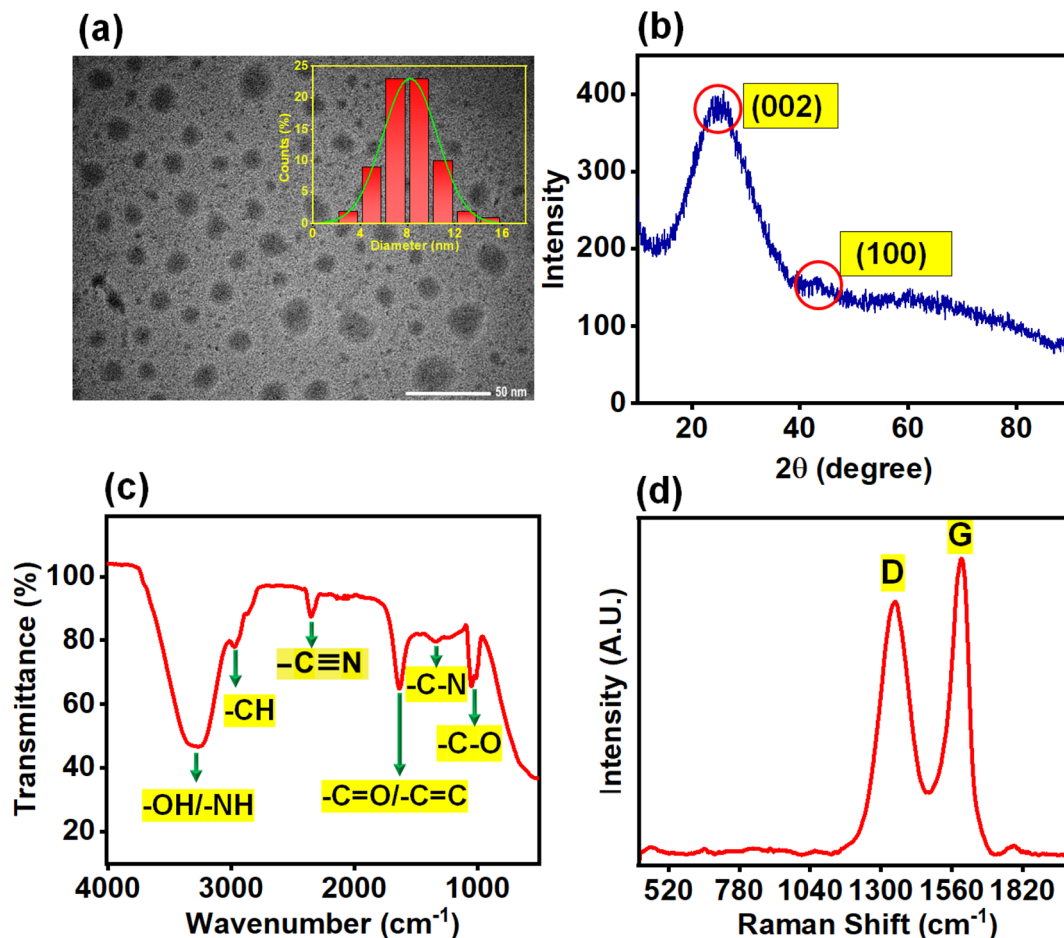 (a)
25
20
15
10
5
0
Counts (%)
0 4 8 12 16
Diameter (nm)
50 nm
(b)
400
300
200
100
0
Intensity
(002)
(100)
20 40 60 80
2θ (degree)
(c)
100
80
60
40
20
Transmittance (%)
–C≡N
-CH
-C-N
-C-O
-OH/-NH
-C=O/-C=C
4000 3000 2000 1000
Wavenumber (cm⁻¹)
(d)
Intensity (A.U.)
D
G
520 780 1040 1300 1560 1820
Raman Shift (cm⁻¹)